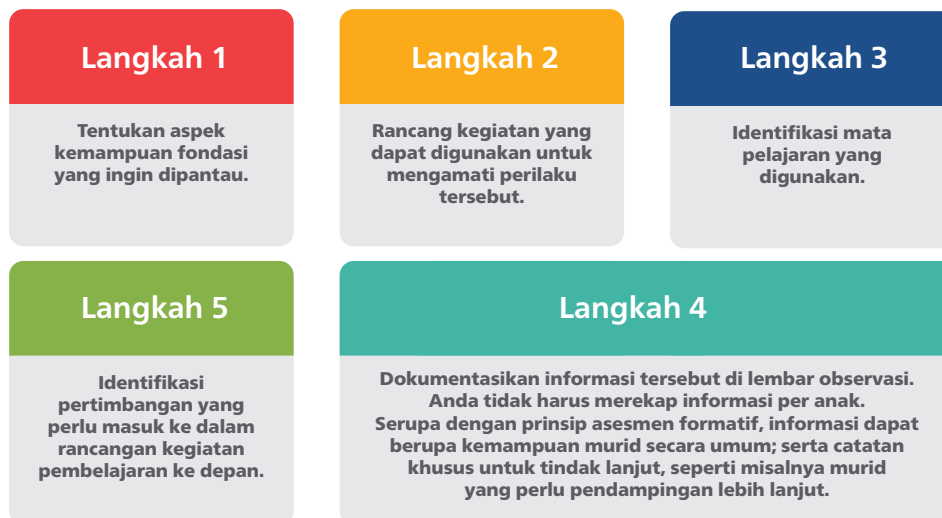 Langkah 1
Tentukan aspek
kemampuan fondasi
yang ingin dipantau.
Langkah 2
Rancang kegiatan yang
dapat digunakan untuk
mengamati perilaku
tersebut.
Langkah 3
Identifikasi mata
pelajaran yang
digunakan.
Langkah 5
Identifikasi
pertimbangan yang
perlu masuk ke dalam
rancangan kegiatan
pembelajaran ke depan.
Langkah 4
Dokumentasikan informasi tersebut di lembar observasi.
Anda tidak harus merekap informasi per anak.
Serupa dengan prinsip asesmen formatif, informasi dapat
berupa kemampuan murid secara umum; serta catatan
khusus untuk tindak lanjut, seperti misalnya murid
yang perlu pendampingan lebih lanjut.